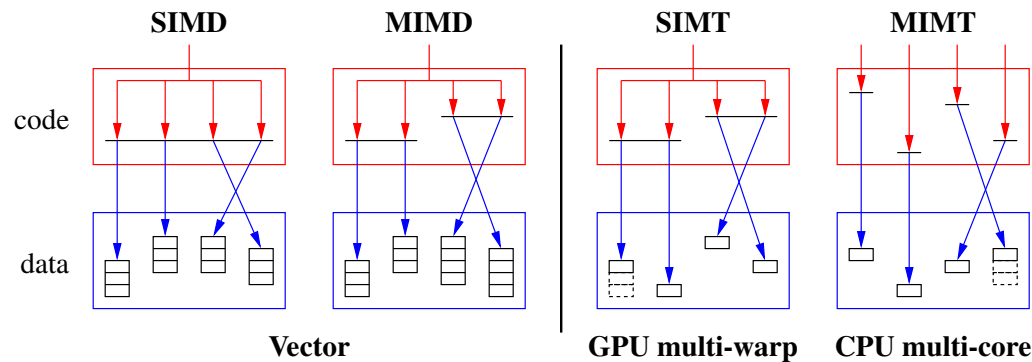 SIMD MIMD SIMT MIMT
code
data
Vector GPU multi-warp CPU multi-core